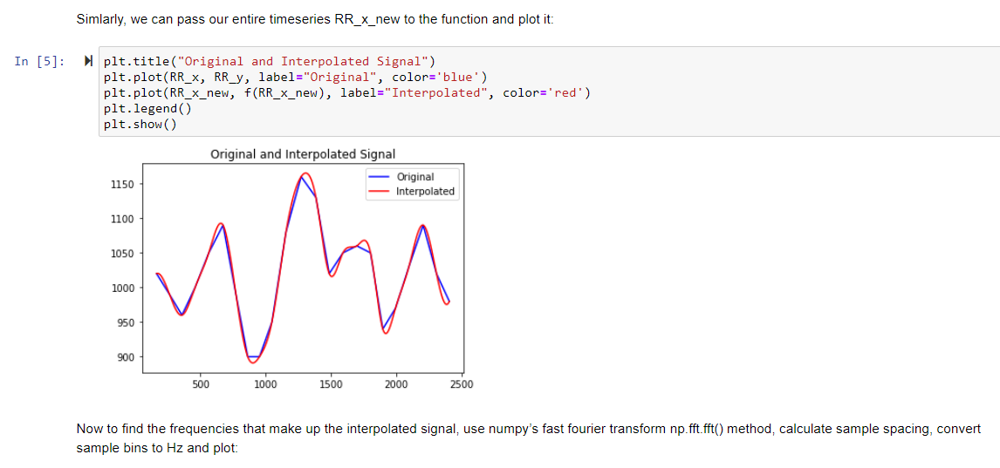 Simlarly, we can pass our entire timeseries RR_x_new to the function and plot it:
In [5]:
plt.title("Original and Interpolated Signal")
plt.plot(RR_x, RR_y, label="Original", color='blue')
plt.plot(RR_x_new, f(RR_x_new), label="Interpolated", color='red')
plt.legend()
plt.show()
Original and Interpolated Signal
Original
Interpolated
1150
1100
1050
1000
950
900
500 1000 1500 2000 2500
Now to find the frequencies that make up the interpolated signal, use numpy’s fast fourier transform np.fft.fft() method, calculate sample spacing, convert
sample bins to Hz and plot: